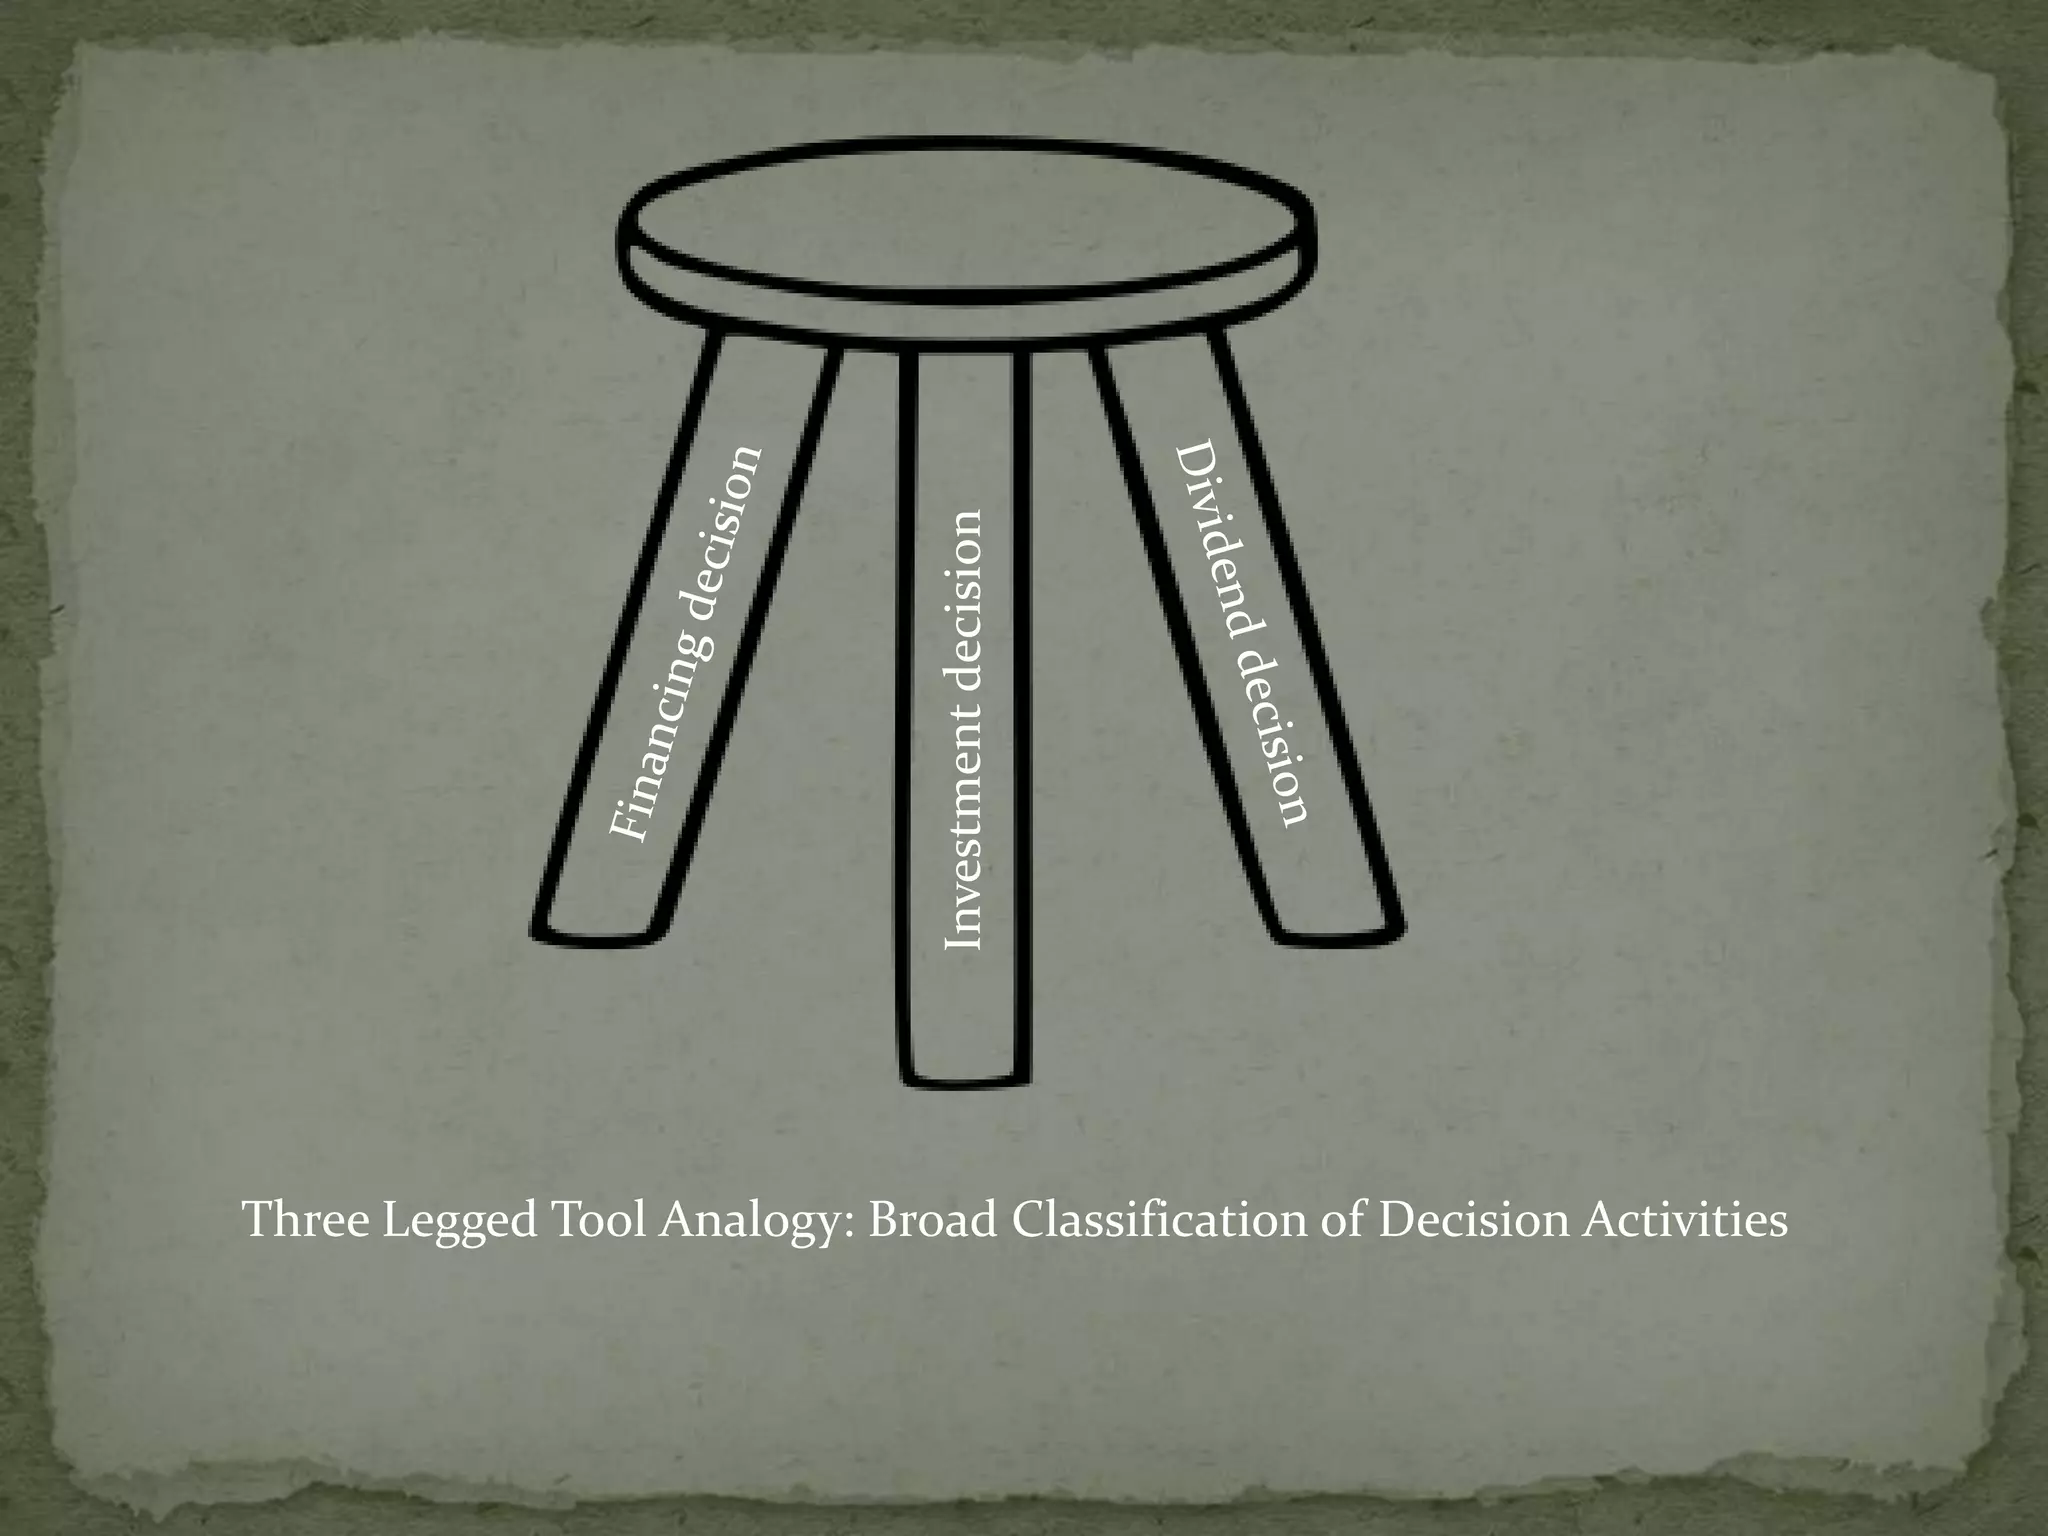 Financing decision
Investment decision
Dividend decision
Three Legged Tool Analogy: Broad Classification of Decision Activities